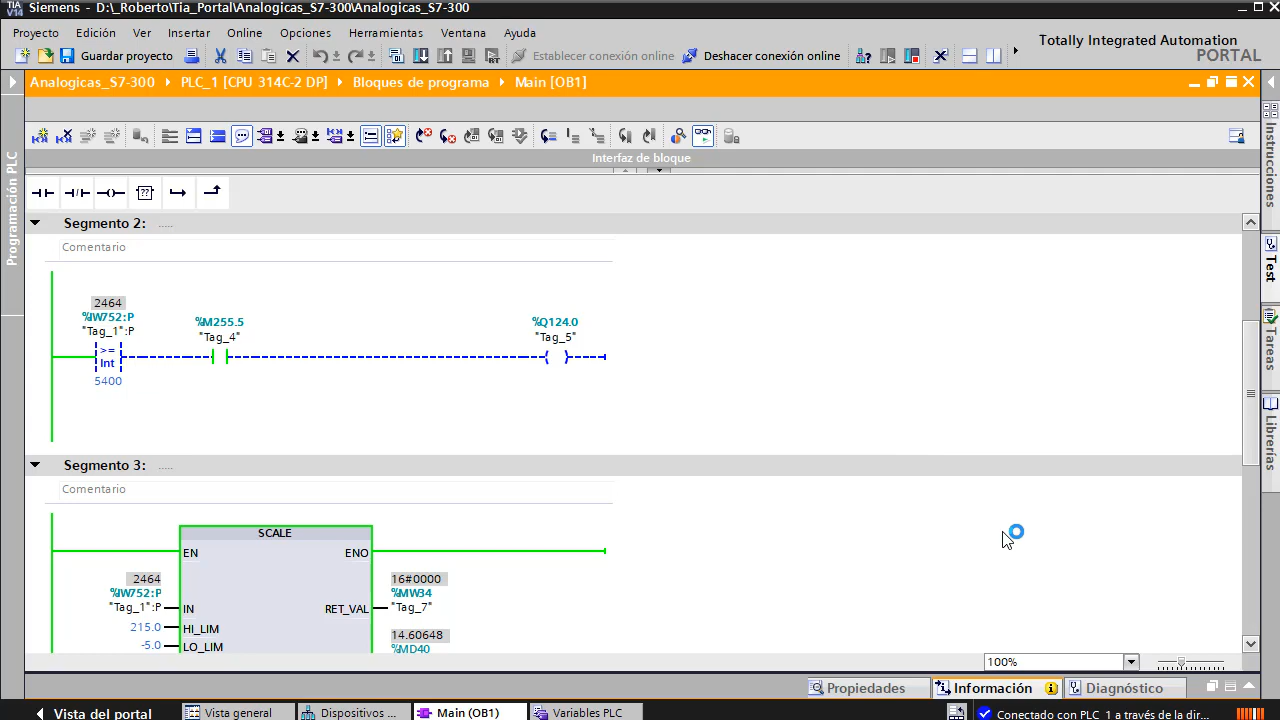 TIA
V14
Siemens - D:\_Roberto\Tia_Portal\Analogicas_S7-300\Analogicas_S7-300
Proyecto Edición Ver Insertar Online Opciones Herramientas Ventana Ayuda
Totally Integrated Automation
PORTAL
Guardar proyecto Establecer conexión online Deshacer conexión online
Analogicas_S7-300 PLC_1 [CPU 314C-2 DP] Bloques de programa Main [OB1]
Interfaz de bloque
??
Programación PLC
Instrucciones
Test
Tareas
Librerías
Segmento 2: .....
Comentario
2464
%IW752:P
"Tag_1":P
>=
Int
5400
%M255.5
"Tag_4"
%Q124.0
"Tag_5"
Segmento 3: .....
Comentario
SCALE
EN ENO
2464
%IW752:P
"Tag_1":P
IN
215.0
HI_LIM
-5.0
LO_LIM
16#0000
%MW34
RET_VAL
"Tag_7"
14.60648
%MD40
100%
Propiedades Información Diagnóstico
Vista del portal Vista general Dispositivos ... Main (OB1) Variables PLC Conectado con PLC_1 a través de la dir...